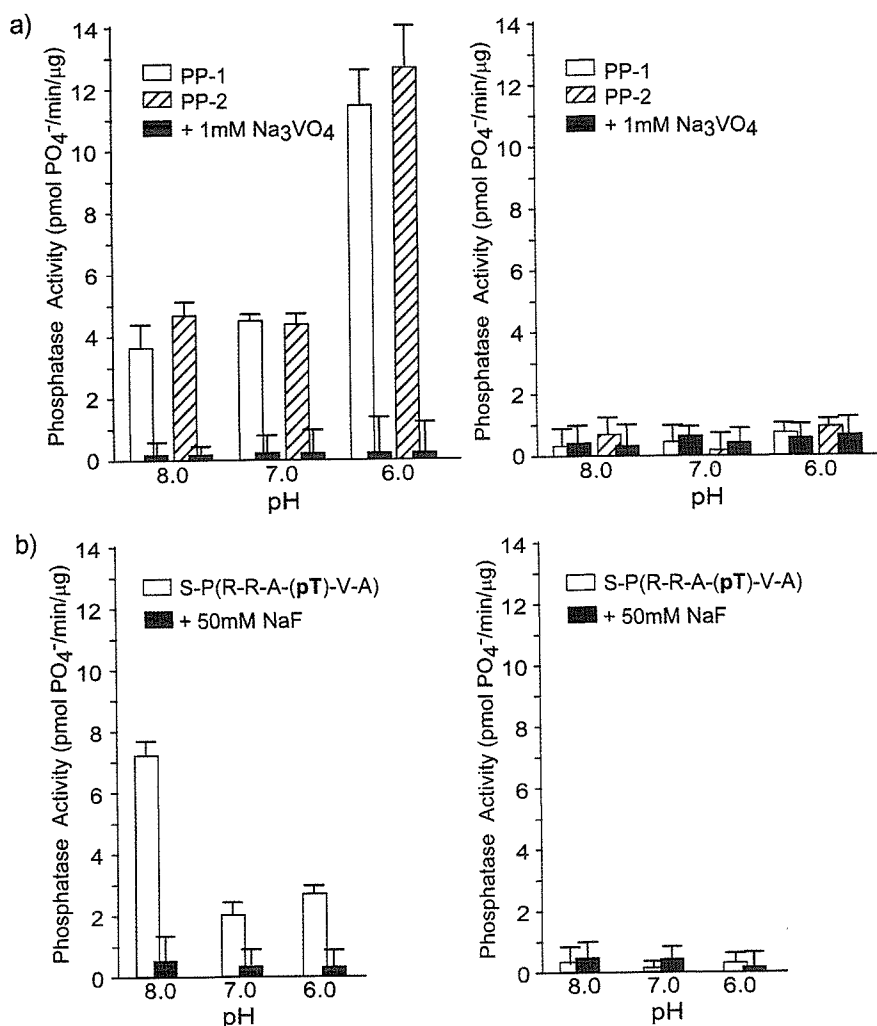 a)
Phosphatase Activity (pmol PO4-/min/µg)
14
12
10
8
6
4
2
0
PP-1
PP-2
+ 1mM Na3VO4
8.0 7.0 6.0
pH
Phosphatase Activity (pmol PO4-/min/µg)
14
12
10
8
6
4
2
0
PP-1
PP-2
+ 1mM Na3VO4
8.0 7.0 6.0
pH
b)
Phosphatase Activity (pmol PO4-/min/µg)
14
12
10
8
6
4
2
0
S-P(R-R-A-(pT)-V-A)
+ 50mM NaF
8.0 7.0 6.0
pH
Phosphatase Activity (pmol PO4-/min/µg)
14
12
10
8
6
4
2
0
S-P(R-R-A-(pT)-V-A)
+ 50mM NaF
8.0 7.0 6.0
pH